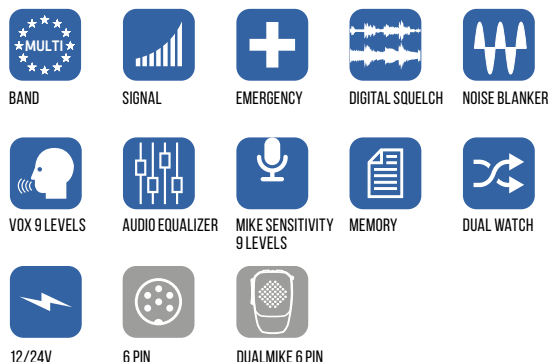 MULTI
BAND
SIGNAL
EMERGENCY
DIGITAL SQUELCH
NOISE BLANKER
VOX 9 LEVELS
AUDIO EQUALIZER
MIKE SENSITIVITY
9 LEVELS
MEMORY
DUAL WATCH
12/24V
6 PIN
DUALMIKE 6 PIN